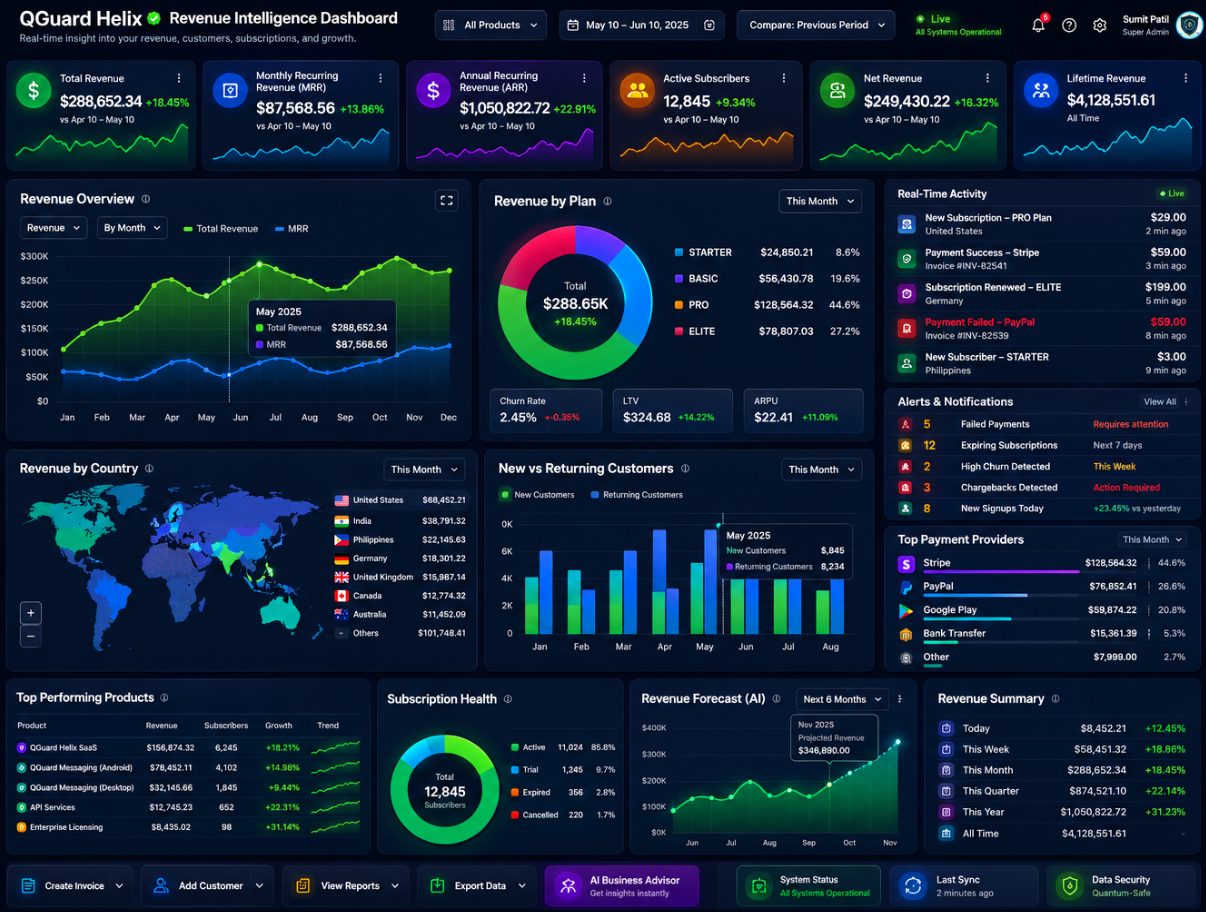 QGuard Helix Revenue Intelligence Dashboard
Real-time insight into your revenue, customers, subscriptions, and growth.
All Products
May 10 – Jun 10, 2025
Compare: Previous Period
Live
All Systems Operational
5
Sumit Patil
Super Admin
Total Revenue
$288,652.34 +18.45%
vs Apr 10 – May 10
Monthly Recurring
Revenue (MRR)
$87,568.56 +13.86%
vs Apr 10 – May 10
Annual Recurring
Revenue (ARR)
$1,050,822.72 +22.91%
vs Apr 10 – May 10
Active Subscribers
12,845 +9.34%
vs Apr 10 – May 10
Net Revenue
$249,430.22 +16.32%
vs Apr 10 – May 10
Lifetime Revenue
$4,128,551.61
All Time
Revenue Overview
Revenue
By Month
Total Revenue
MRR
$300K
$250K
$200K
$150K
$100K
$50K
$0
May 2025
Total Revenue $288,652.34
MRR $87,568.56
Jan Feb Mar Apr May Jun Jul Aug Sep Oct Nov Dec
Revenue by Plan
This Month
Total
$288.65K
+18.45%
STARTER $24,850.21 8.6%
BASIC $56,430.78 19.6%
PRO $128,564.32 44.6%
ELITE $78,807.03 27.2%
Churn Rate
2.45% +-0.35%
LTV
$324.68 +14.22%
ARPU
$22.41 +11.09%
Real-Time Activity
Live
New Subscription – PRO Plan $29.00
United States 2 min ago
Payment Success – Stripe $59.00
Invoice #INV-82541 3 min ago
Subscription Renewed – ELITE $199.00
Germany 5 min ago
Payment Failed – PayPal $59.00
Invoice #INV-82539 8 min ago
New Subscriber – STARTER $3.00
Philippines 9 min ago
Alerts & Notifications
View All
5 Failed Payments Requires attention
12 Expiring Subscriptions Next 7 days
2 High Churn Detected This Week
3 Chargebacks Detected Action Required
8 New Signups Today +23.45% vs yesterday
Revenue by Country
This Month
+
−
United States $68,452.21
India $38,791.32
Philippines $22,145.63
Germany $18,301.22
United Kingdom $15,987.14
Canada $12,774.32
Australia $11,452.09
Others $101,748.41
New vs Returning Customers
This Month
New Customers
Returning Customers
0K
6K
4K
2K
0
May 2025
New Customers $,845
Returning Customers 8,234
Jan Feb Mar Apr May Jun Jul Aug
Top Payment Providers
This Month
Stripe $128,564.32 44.6%
PayPal $76,852.41 26.6%
Google Play $59,874.22 20.8%
Bank Transfer $15,361.39 5.3%
Other $7,999.00 2.7%
Top Performing Products
Product Revenue Subscribers Growth Trend
QGuard Helix SaaS $156,874.32 6,245 +18.21%
QGuard Messaging (Android) $78,452.11 4,102 +14.98%
QGuard Messaging (Desktop) $32,145.66 1,845 +9.44%
API Services $12,745.23 652 +22.31%
Enterprise Licensing $8,435.02 98 +31.14%
Subscription Health
Total
12,845
Subscribers
Active 11,024 85.8%
Trial 1,245 9.7%
Expired 356 2.8%
Cancelled 220 1.7%
Revenue Forecast (AI)
Next 6 Months
$400K
$300K
$200K
$100K
$0K
Nov 2025
Projected Revenue
$346,890.00
Jun Jul Aug Sep Oct Nov
Revenue Summary
Today $8,452.21 +12.45%
This Week $58,451.32 +18.86%
This Month $288,652.34 +18.45%
This Quarter $874,521.10 +22.14%
This Year $1,050,822.72 +31.23%
All Time $4,128,551.61 -
Create Invoice
Add Customer
View Reports
Export Data
AI Business Advisor
Get insights instantly
System Status
All Systems Operational
Last Sync
2 minutes ago
Data Security
Quantum-Safe